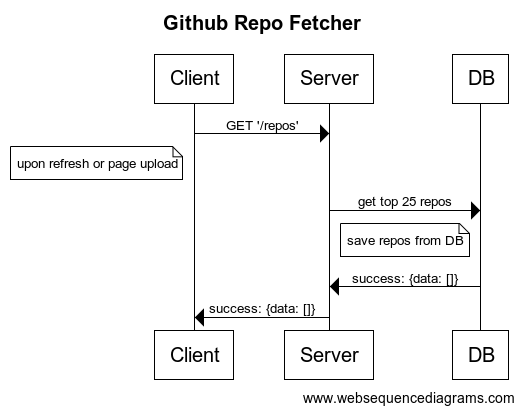 Github Repo Fetcher
Client
Server
DB
GET '/repos'
upon refresh or page upload
get top 25 repos
save repos from DB
success: {data: []}
success: {data: []}
Client
Server
DB
www.websequencediagrams.com